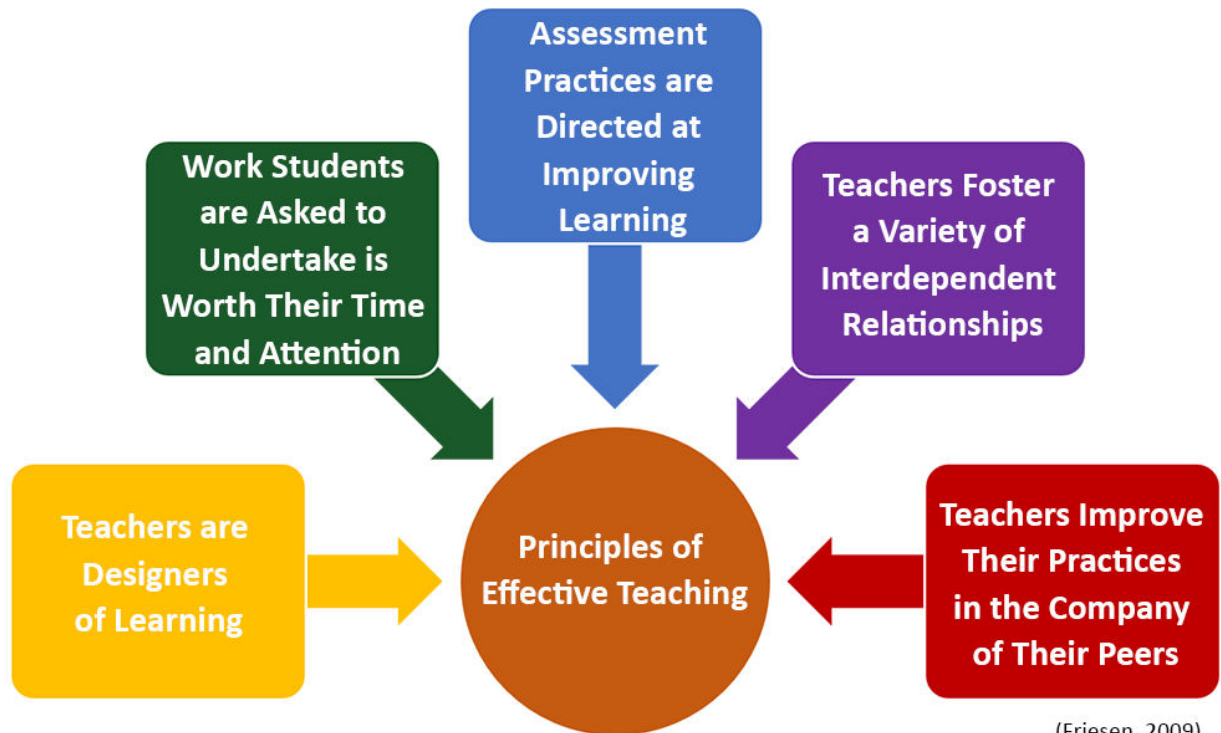 Assessment
Practices are
Directed at
Improving
Learning
Work Students
are Asked to
Undertake is
Worth Their Time
and Attention
Teachers Foster
a Variety of
Interdependent
Relationships
Teachers are
Designers
of Learning
Principles of
Effective Teaching
Teachers Improve
Their Practices
in the Company
of Their Peers
(Friesen, 2009)